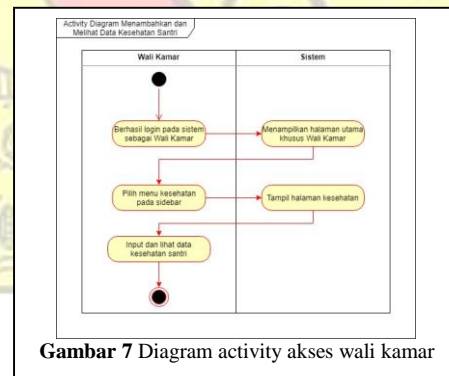 Activity Diagram Menambahkan dan
Melihat Data Kesehatan Santri
Wali Kamar
Sistem
Berhasil login pada sistem
sebagai Wali Kamar
Menampilkan halaman utama
khusus Wali Kamar
Pilih menu kesehatan
pada sidebar
Tampil halaman kesehatan
Input dan lihat data
kesehatan santri
Gambar 7 Diagram activity akses wali kamar